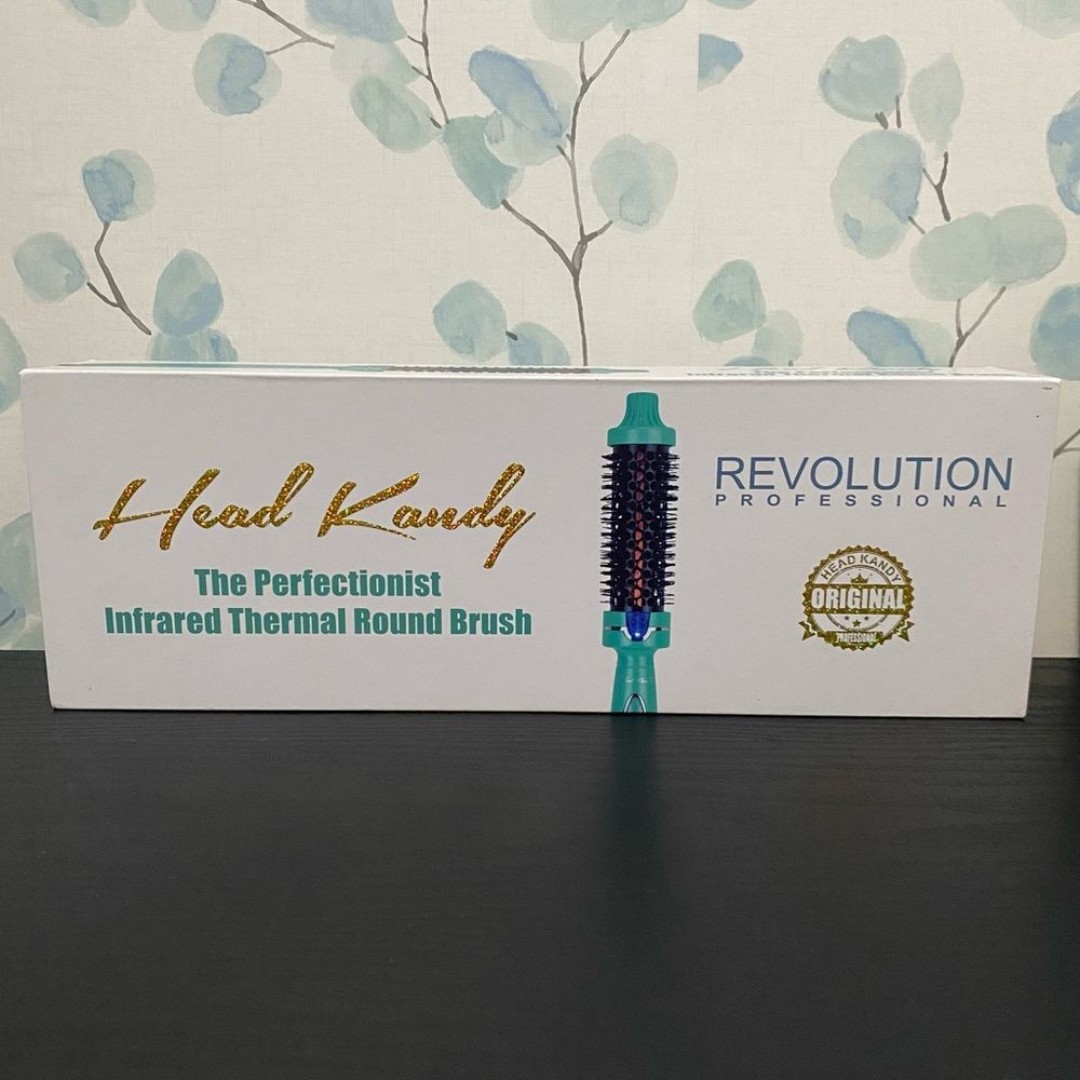 Head Kandy
The Perfectionist
Infrared Thermal Round Brush
REVOLUTION
PROFESSIONAL
HEAD KANDY
ORIGINAL
PROFESSIONAL